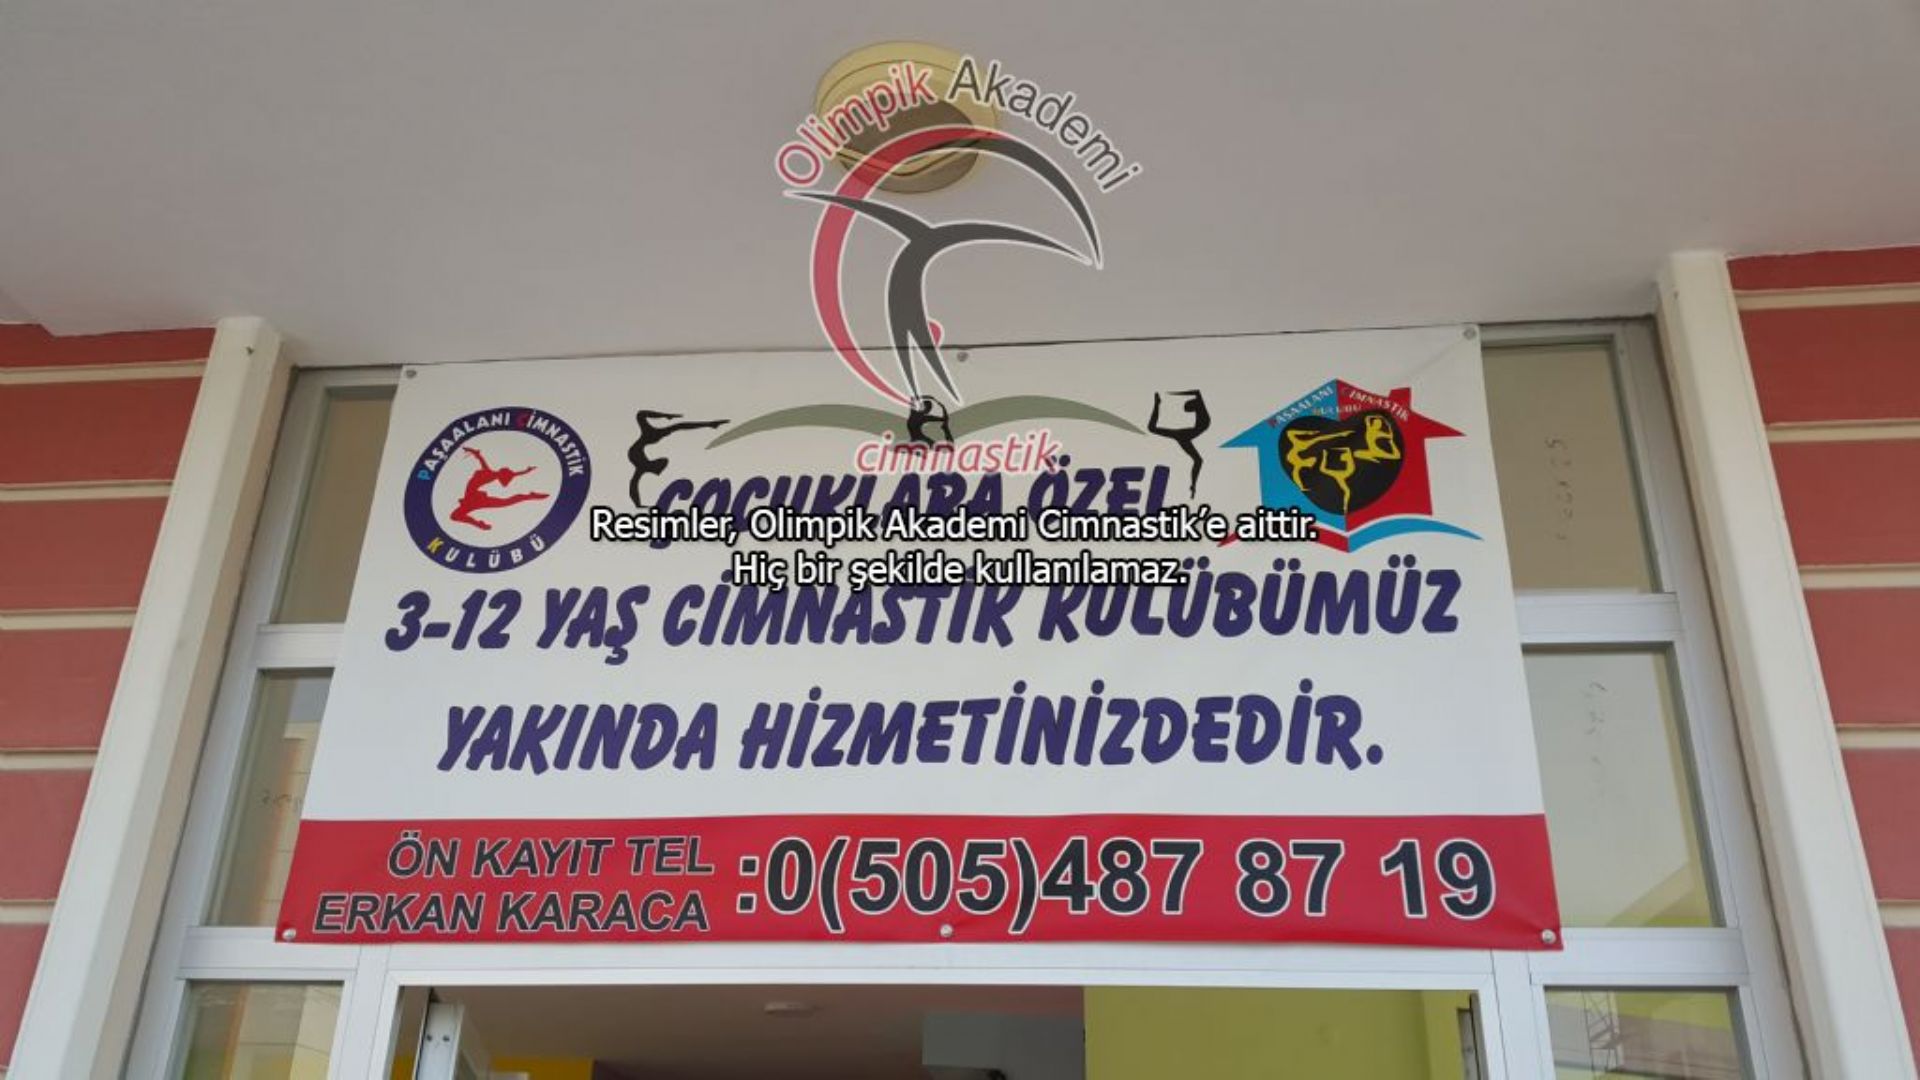 Olimpik Akademi
cimnastik
PAŞAALANI CİMNASTİK
KULÜBÜ
PAŞAALANI CİMNASTİK
KULÜBÜ
ÇOCUKLARA ÖZEL
Resimler, Olimpik Akademi Cimnastik’e aittir.
Hiç bir şekilde kullanılamaz.
3-12 YAŞ CİMNASTİK KULÜBÜMÜZ
YAKINDA HİZMETİNİZDEDİR.
ÖN KAYIT TEL
ERKAN KARACA
:0(505)487 87 19